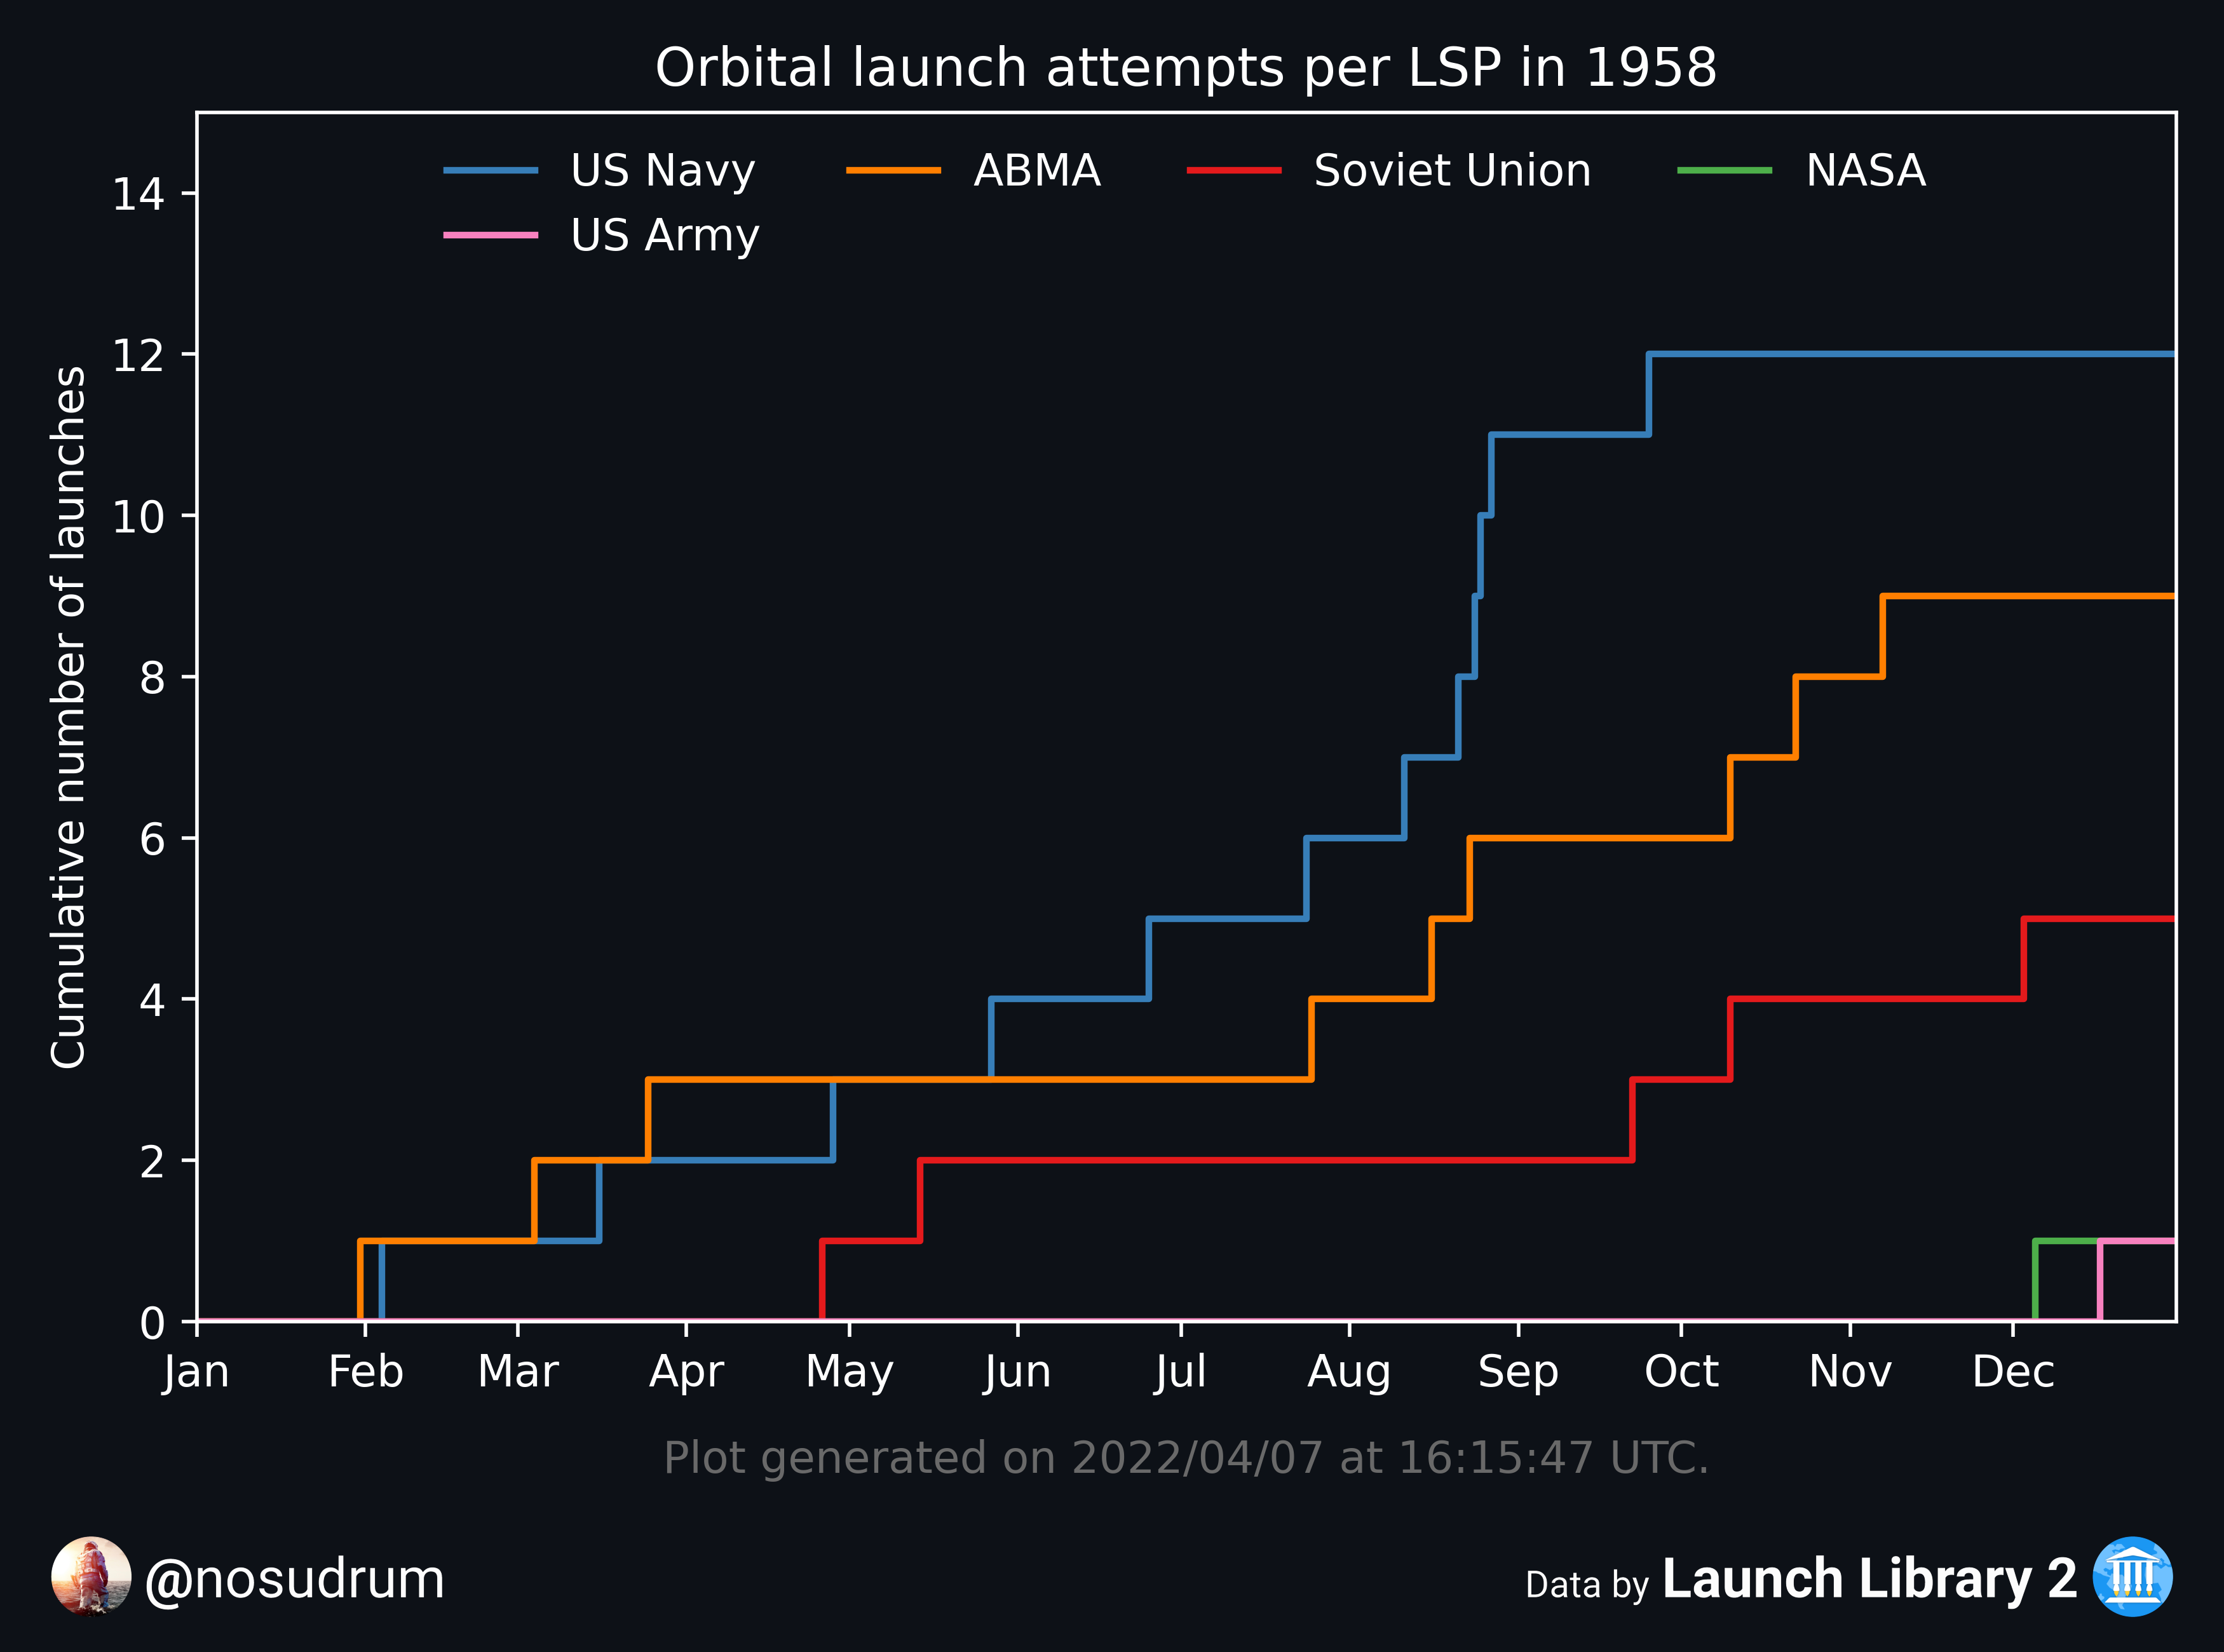 Orbital launch attempts per LSP in 1958
US Navy ABMA Soviet Union NASA
US Army
14
12
10
8
6
4
2
0
Cumulative number of launches
Jan Feb Mar Apr May Jun Jul Aug Sep Oct Nov Dec
Plot generated on 2022/04/07 at 16:15:47 UTC.
@nosudrum
Data by Launch Library 2